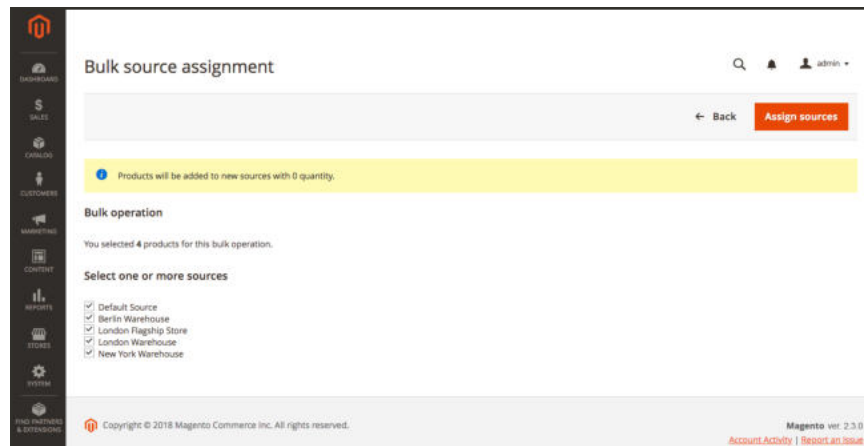 Bulk source assignment
admin
DASHBOARD
SALES
CATALOG
CUSTOMERS
MARKETING
CONTENT
REPORTS
STORES
SYSTEM
FIND PARTNERS
& EXTENSIONS
Back
Assign sources
Products will be added to new sources with 0 quantity.
Bulk operation
You selected 4 products for this bulk operation.
Select one or more sources
Default Source
Berlin Warehouse
London Flagship Store
London Warehouse
New York Warehouse
Copyright © 2018 Magento Commerce Inc. All rights reserved.
Magento ver. 2.3.0
Account Activity | Report an Issue